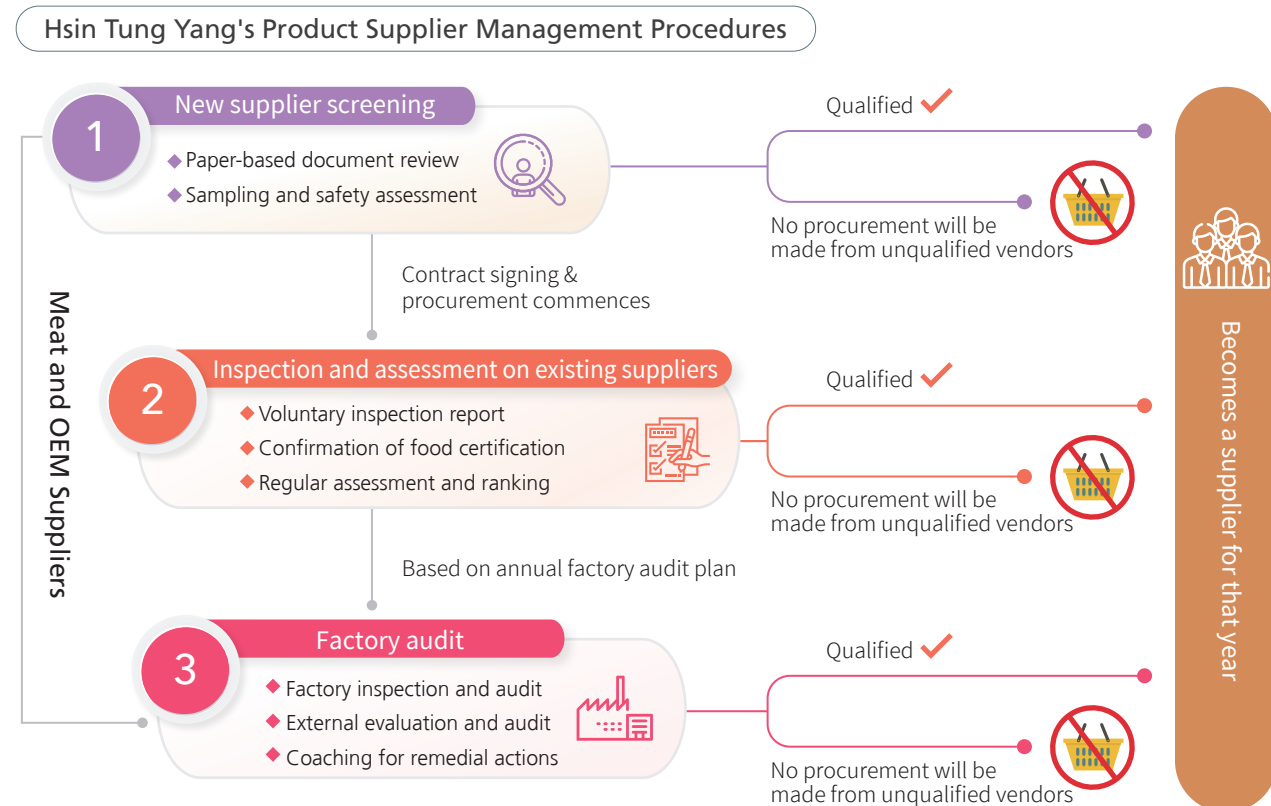 Hsin Tung Yang's Product Supplier Management Procedures
1
New supplier screening
Paper-based document review
Sampling and safety assessment
Qualified
No procurement will be
made from unqualified vendors
Contract signing &
procurement commences
Meat and OEM Suppliers
2
Inspection and assessment on existing suppliers
Voluntary inspection report
Confirmation of food certification
Regular assessment and ranking
Qualified
No procurement will be
made from unqualified vendors
Based on annual factory audit plan
3
Factory audit
Factory inspection and audit
External evaluation and audit
Coaching for remedial actions
Qualified
No procurement will be
made from unqualified vendors
Becomes a supplier for that year